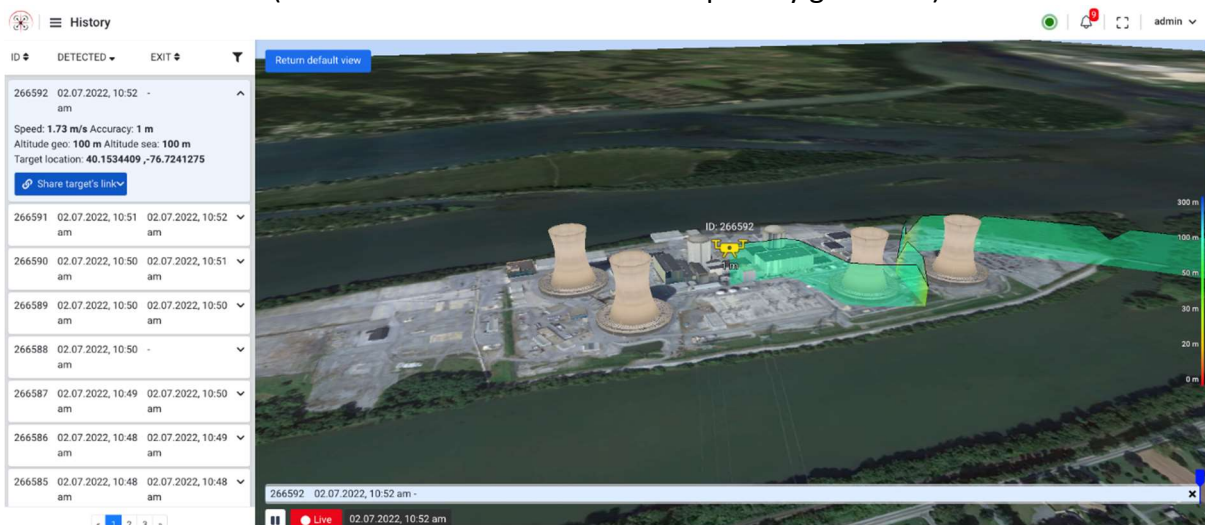 History
9
admin
ID DETECTED EXIT
266592 02.07.2022, 10:52 -
am
Speed: 1.73 m/s Accuracy: 1 m
Altitude geo: 100 m Altitude sea: 100 m
Target location: 40.1534409 ,-76.7241275
Share target's link
266591 02.07.2022, 10:51 02.07.2022, 10:52
am am
266590 02.07.2022, 10:50 02.07.2022, 10:51
am am
266589 02.07.2022, 10:50 02.07.2022, 10:50
am am
266588 02.07.2022, 10:50 -
am
266587 02.07.2022, 10:49 02.07.2022, 10:50
am am
266586 02.07.2022, 10:48 02.07.2022, 10:49
am am
266585 02.07.2022, 10:48 02.07.2022, 10:48
am am
« 1 2 3 »
Return default view
ID: 266592
1 m
300 m
100 m
50 m
30 m
20 m
0 m
266592 02.07.2022, 10:52 am -
Live 02.07.2022, 10:52 am